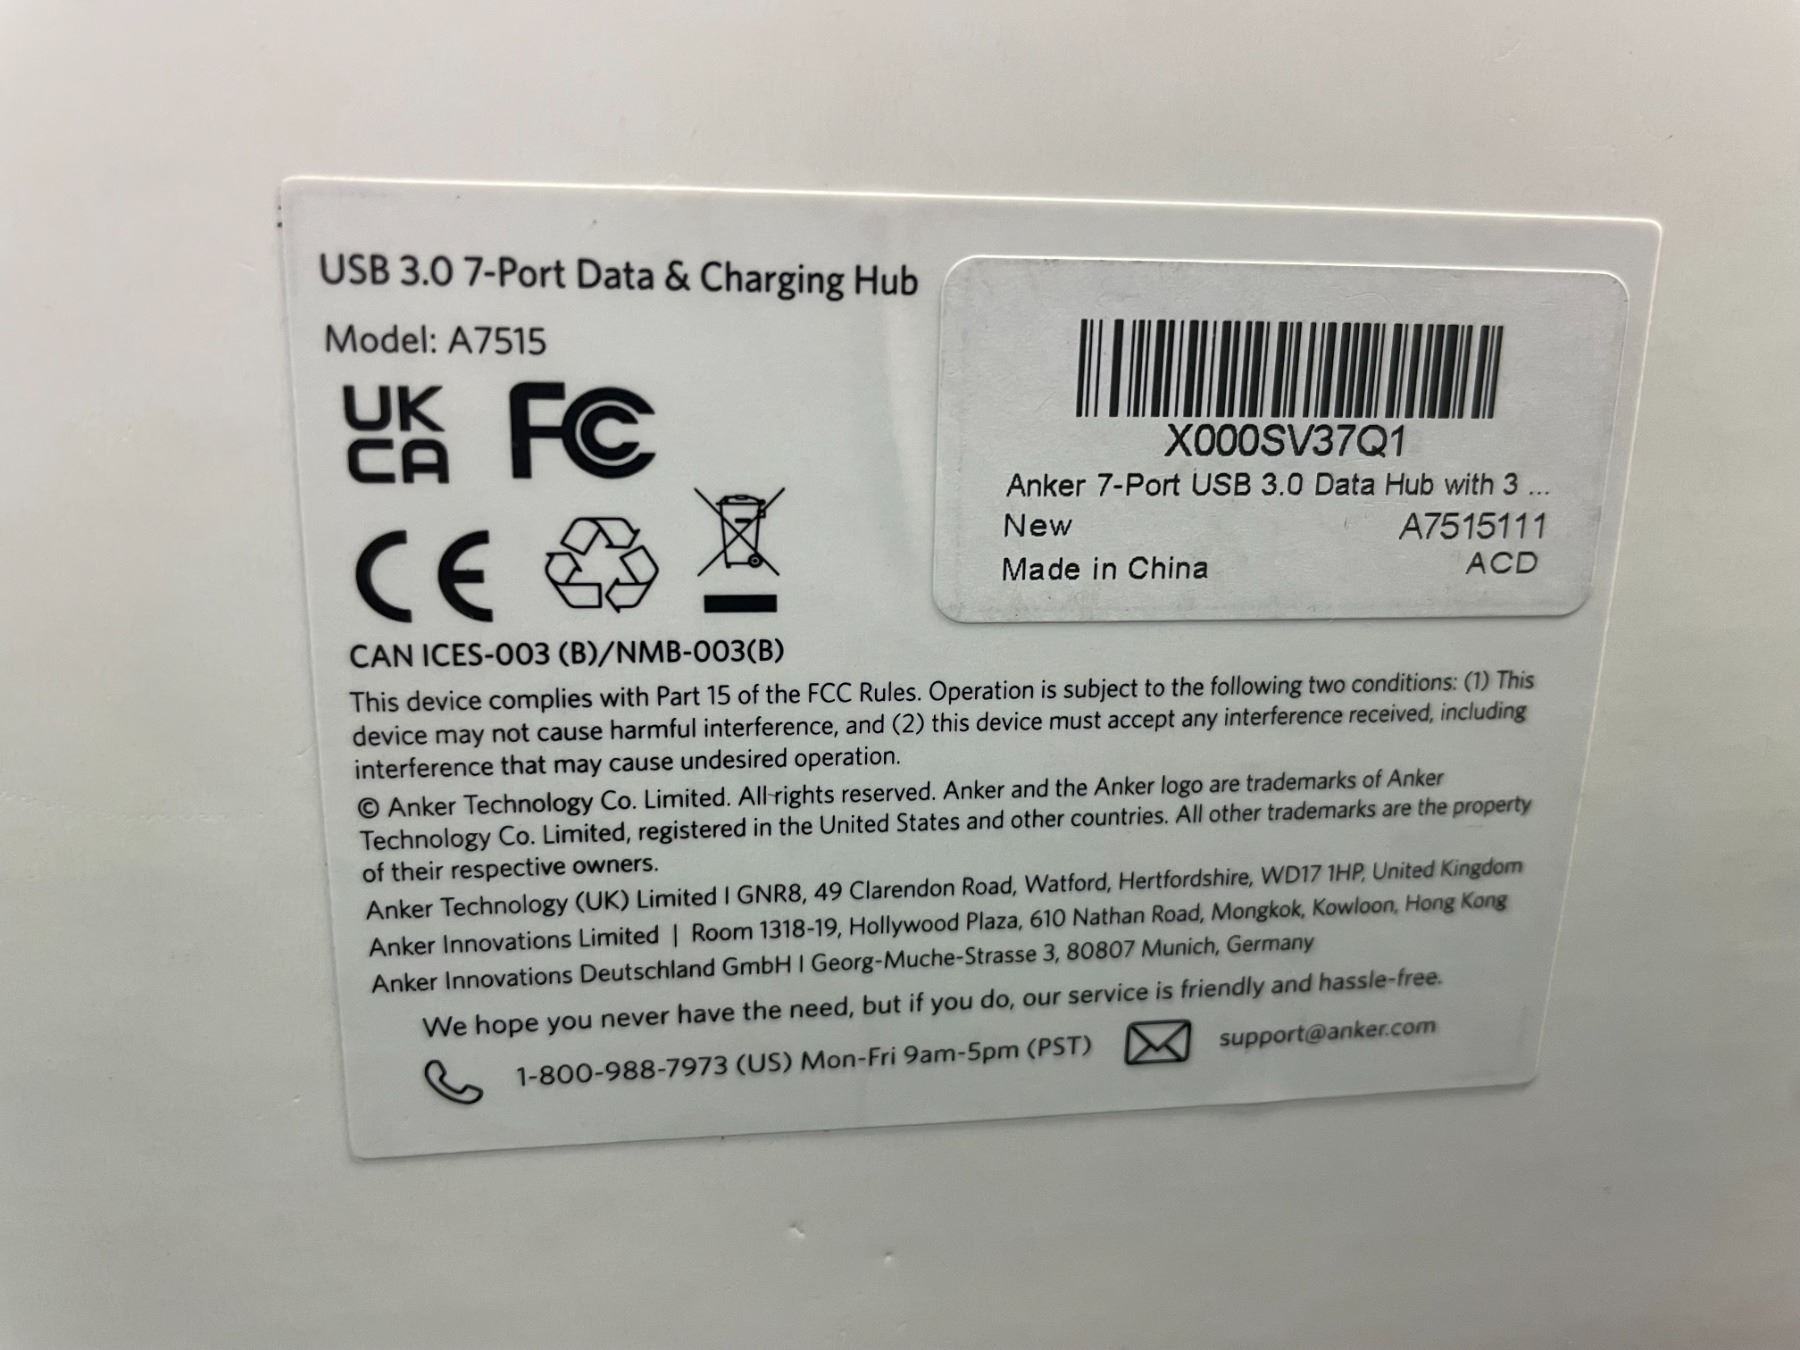 USB 3.0 7-Port Data & Charging Hub
Model: A7515
UK
CA
FC
CE
X000SV37Q1
Anker 7-Port USB 3.0 Data Hub with 3 ...
New A7515111
Made in China ACD
CAN ICES-003 (B)/NMB-003(B)
This device complies with Part 15 of the FCC Rules. Operation is subject to the following two conditions: (1) This
device may not cause harmful interference, and (2) this device must accept any interference received, including
interference that may cause undesired operation.
© Anker Technology Co. Limited. All rights reserved. Anker and the Anker logo are trademarks of Anker
Technology Co. Limited, registered in the United States and other countries. All other trademarks are the property
of their respective owners.
Anker Technology (UK) Limited I GNR8, 49 Clarendon Road, Watford, Hertfordshire, WD17 1HP, United Kingdom
Anker Innovations Limited | Room 1318-19, Hollywood Plaza, 610 Nathan Road, Mongkok, Kowloon, Hong Kong
Anker Innovations Deutschland GmbH I Georg-Muche-Strasse 3, 80807 Munich, Germany
We hope you never have the need, but if you do, our service is friendly and hassle-free.
1-800-988-7973 (US) Mon-Fri 9am-5pm (PST) support@anker.com